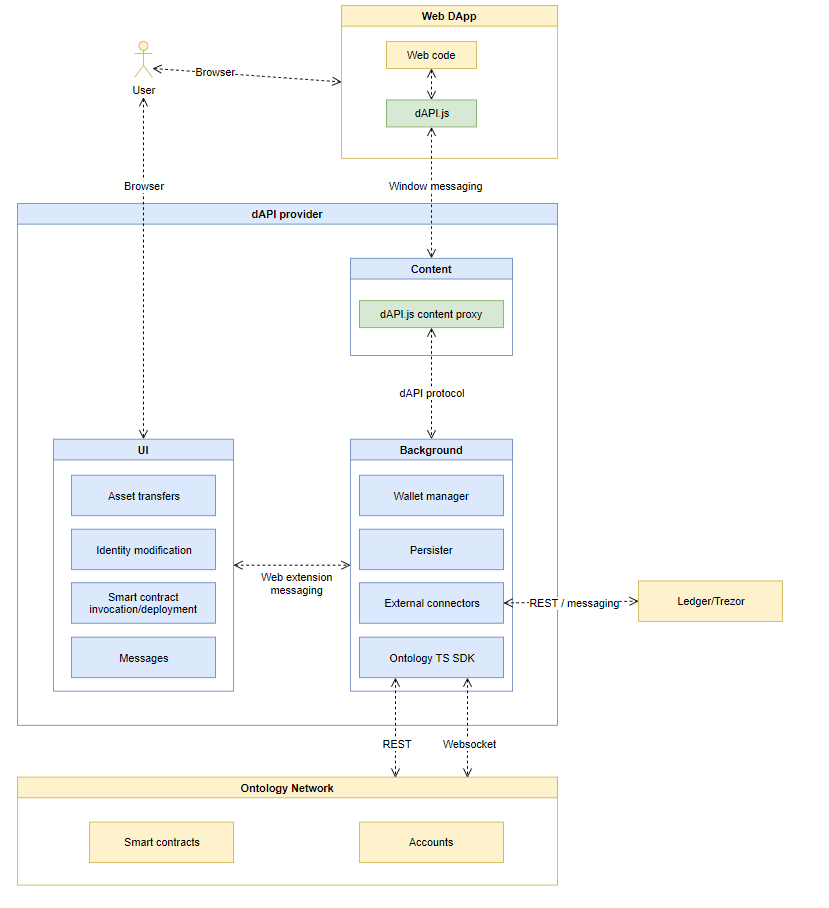 Web DApp
Web code
Browser
User
dAPI.js
Browser
Window messaging
dAPI provider
Content
dAPI.js content proxy
dAPI protocol
UI
Background
Asset transfers
Wallet manager
Identity modification
Persister
Web extension
messaging
Smart contract
invocation/deployment
External connectors
REST / messaging
Ledger/Trezor
Messages
Ontology TS SDK
REST
Websocket
Ontology Network
Smart contracts
Accounts